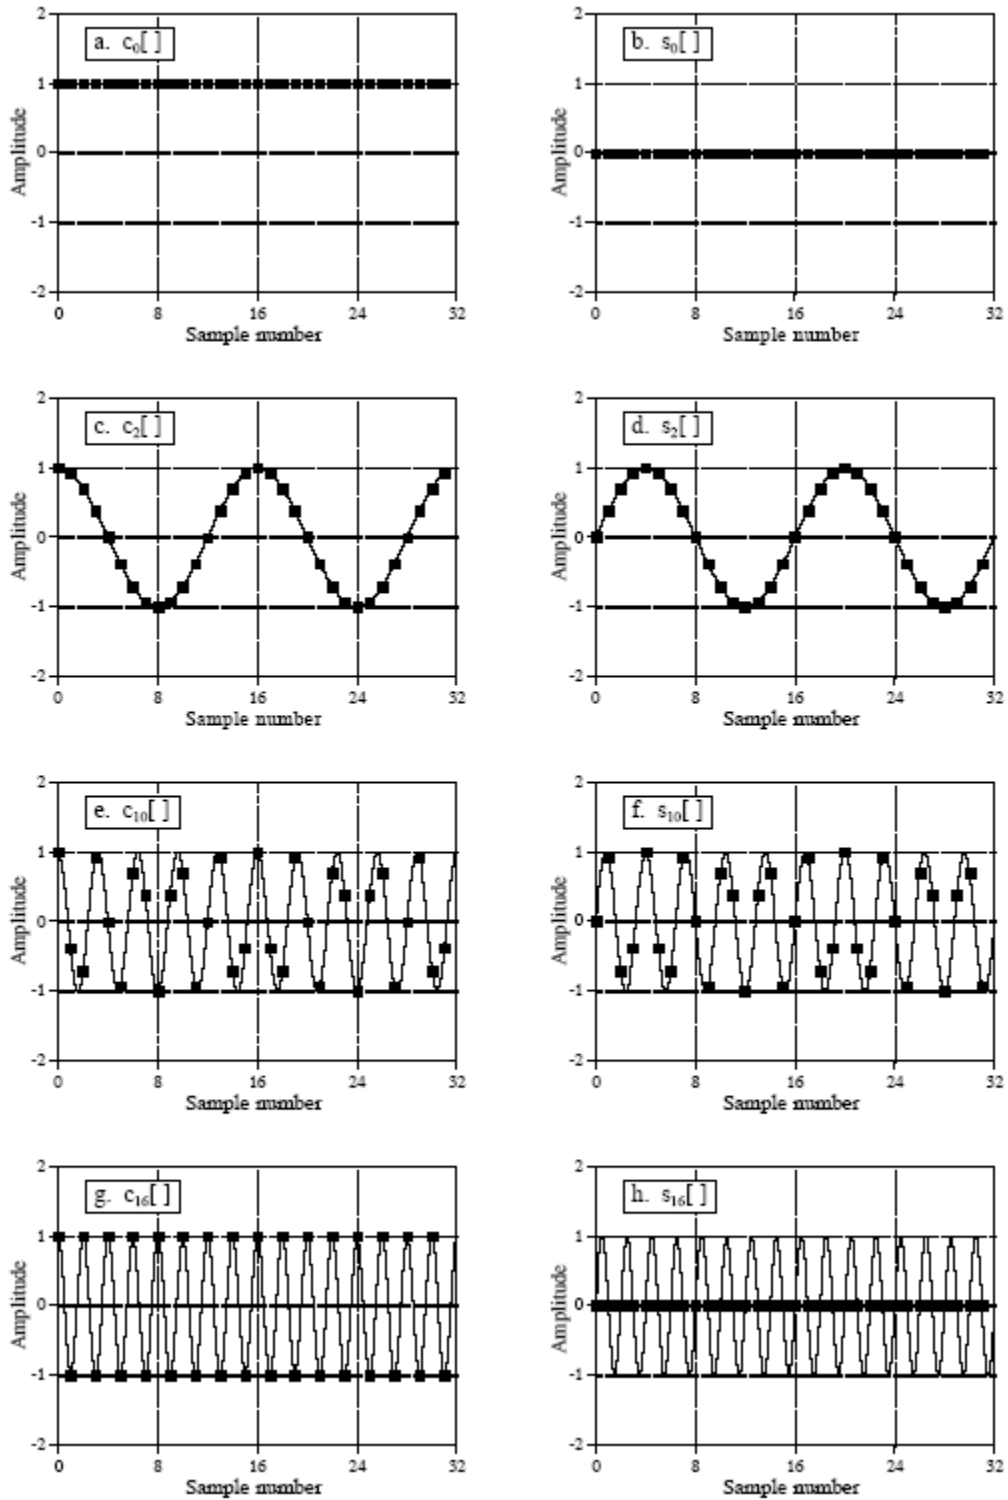 2
a. c₀[ ]
1
0
-1
-2
Amplitude
0 8 16 24 32
Sample number
2
b. s₀[ ]
1
0
-1
-2
Amplitude
0 8 16 24 32
Sample number
2
c. c₂[ ]
1
0
-1
-2
Amplitude
0 8 16 24 32
Sample number
2
d. s₂[ ]
1
0
-1
-2
Amplitude
0 8 16 24 32
Sample number
2
e. c₁₀[ ]
1
0
-1
-2
Amplitude
0 8 16 24 32
Sample number
2
f. s₁₀[ ]
1
0
-1
-2
Amplitude
0 8 16 24 32
Sample number
2
g. c₁₆[ ]
1
0
-1
-2
Amplitude
0 8 16 24 32
Sample number
2
h. s₁₆[ ]
1
0
-1
-2
Amplitude
0 8 16 24 32
Sample number